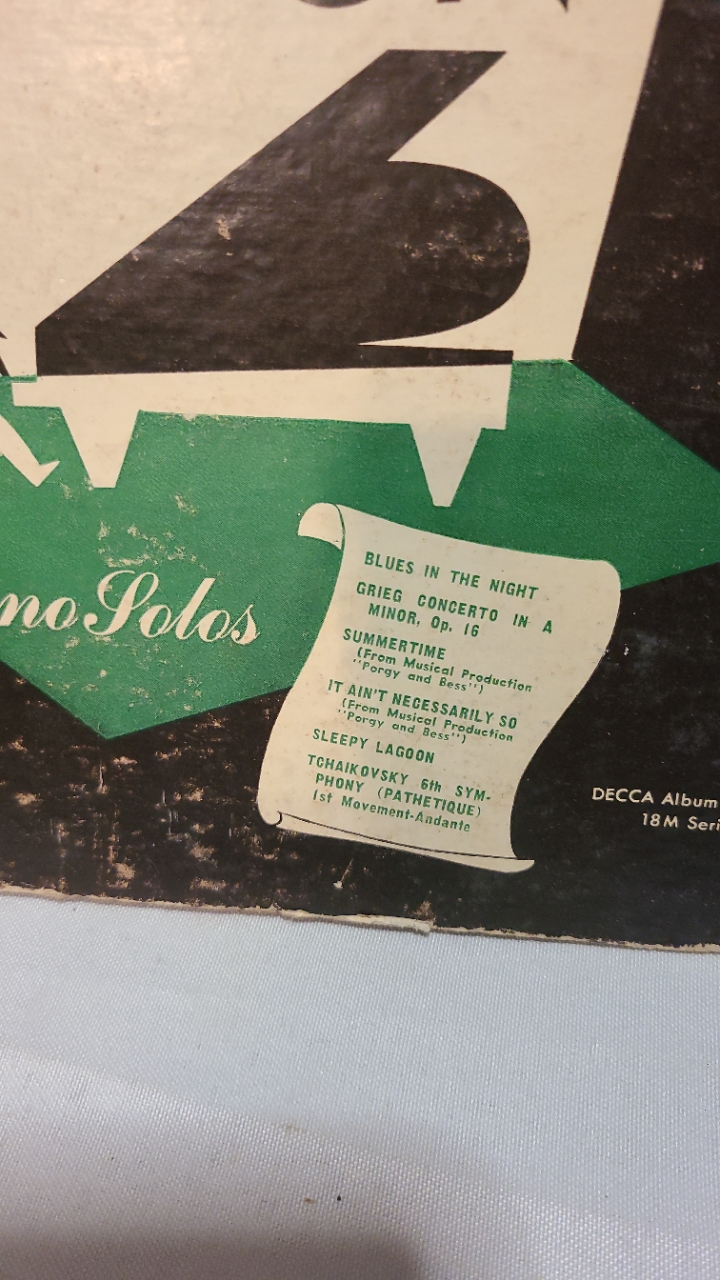 no Solos
BLUES IN THE NIGHT
GRIEG CONCERTO IN A
MINOR, Op. 16
SUMMERTIME
(From Musical Production
"Porgy and Bess")
IT AIN'T NECESSARILY SO
(From Musical Production
"Porgy and Bess")
SLEEPY LAGOON
TCHAIKOVSKY 6th SYM-
PHONY (PATHETIQUE)
1st Movement-Andante
DECCA Album
18M Seri